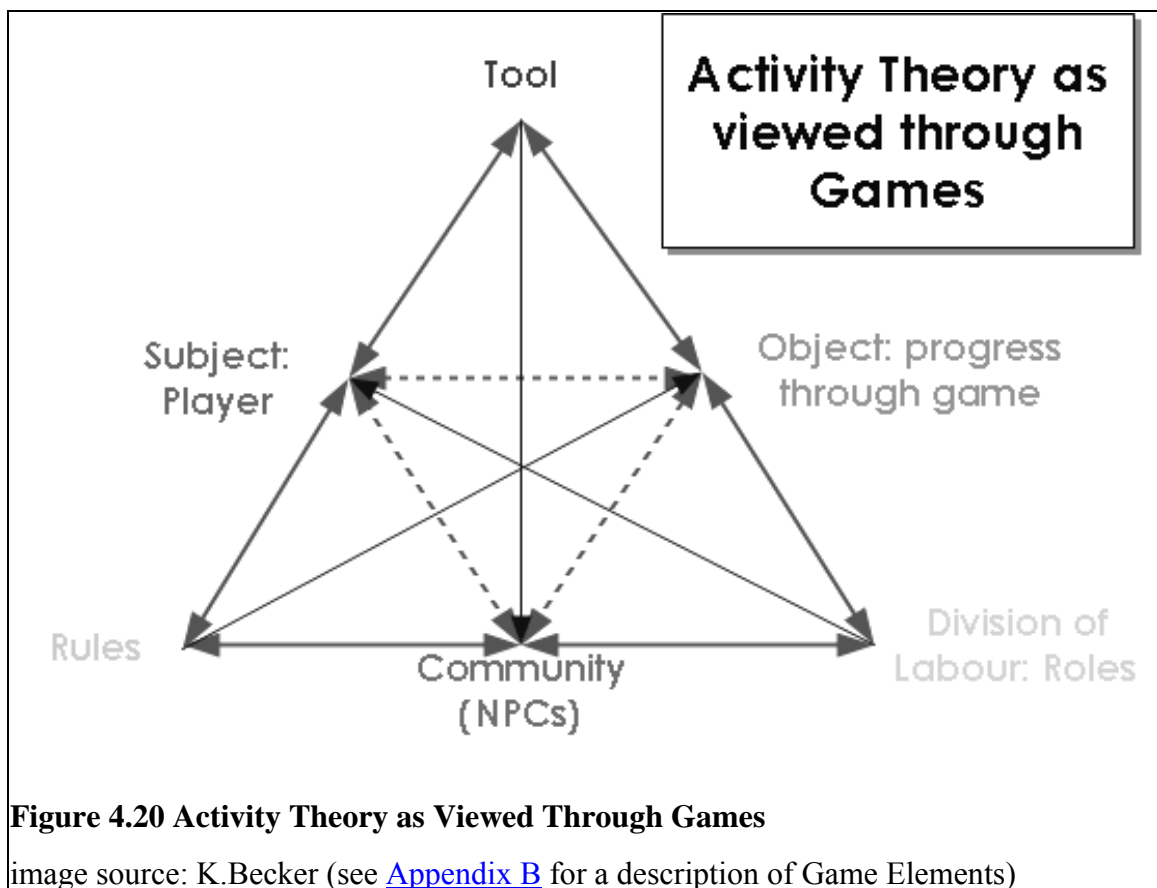 Tool
Activity Theory as
viewed through
Games
Subject:
Player
Object: progress
through game
Rules
Community
(NPCs)
Division of
Labour: Roles
Figure 4.20 Activity Theory as Viewed Through Games
image source: K.Becker (see Appendix B for a description of Game Elements)